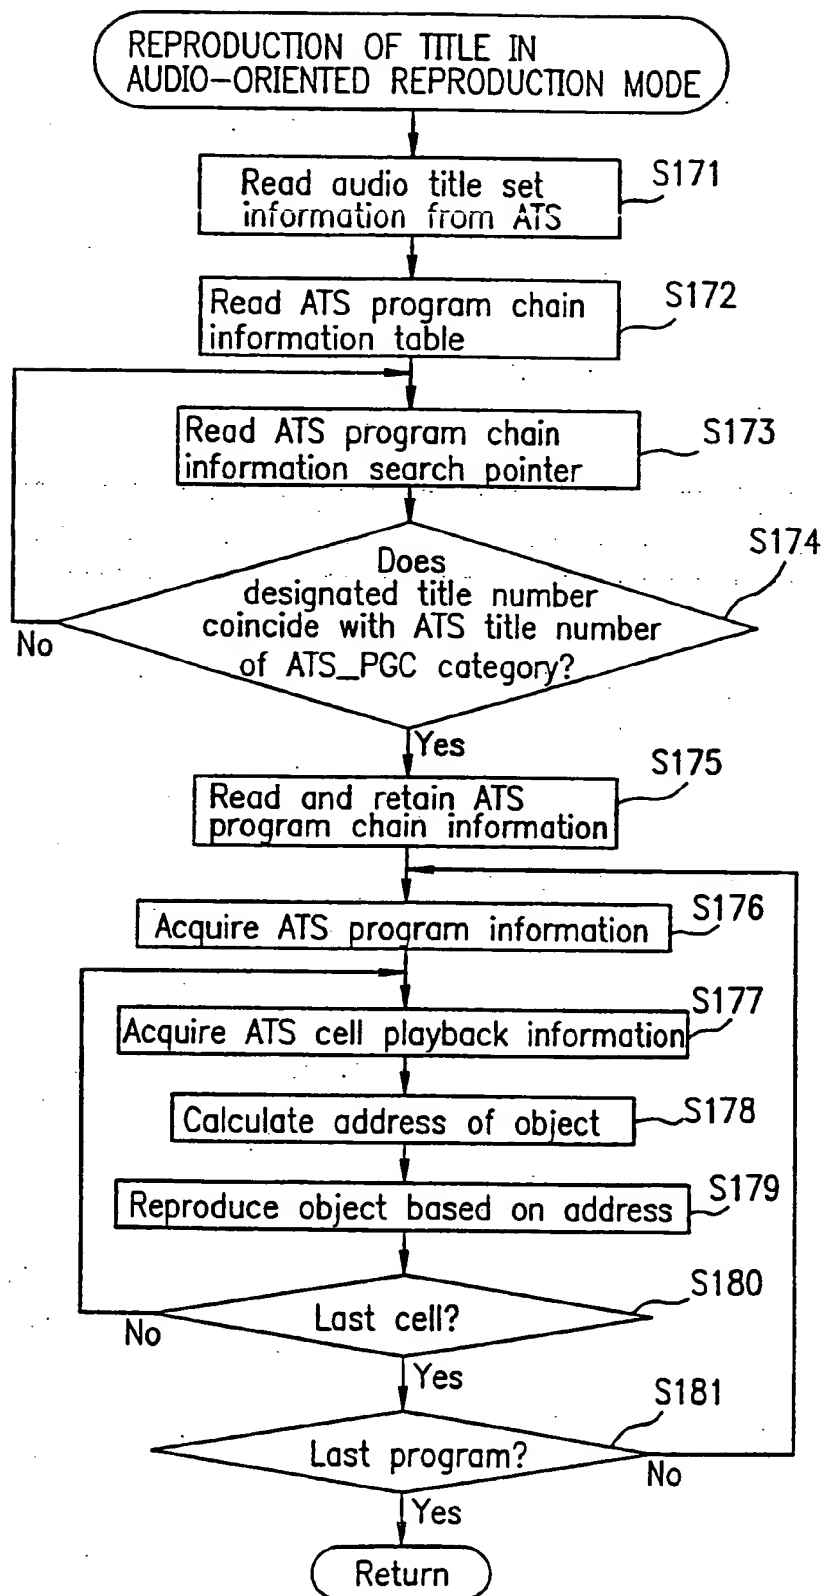 REPRODUCTION OF TITLE IN
AUDIO-ORIENTED REPRODUCTION MODE
Read audio title set
information from ATS
S171
Read ATS program chain
information table
S172
Read ATS program chain
information search pointer
S173
Does
designated title number
coincide with ATS title number
of ATS_PGC category?
S174
No
Yes
Read and retain ATS
program chain information
S175
Acquire ATS program information
S176
Acquire ATS cell playback information
S177
Calculate address of object
S178
Reproduce object based on address
S179
Last cell?
S180
No
Yes
Last program?
S181
No
Yes
Return